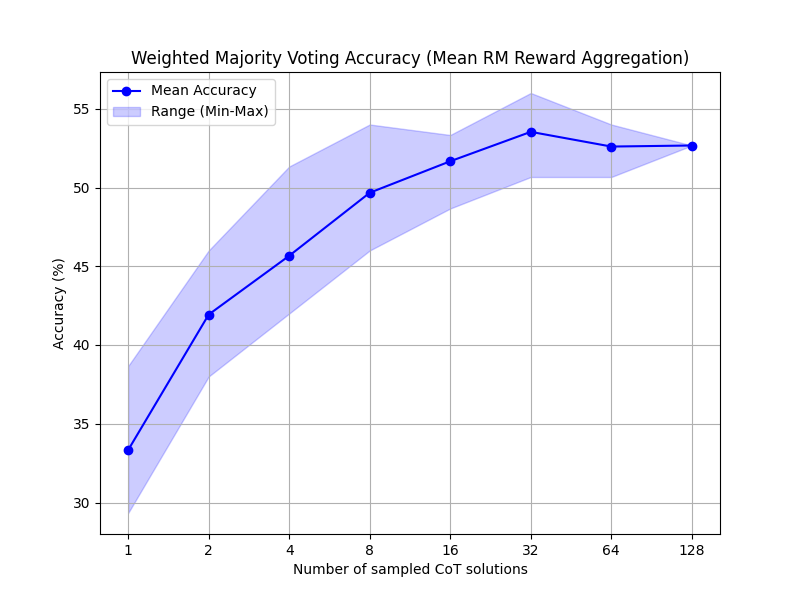 Weighted Majority Voting Accuracy (Mean RM Reward Aggregation)
Mean Accuracy
Range (Min-Max)
Accuracy (%)
55
50
45
40
35
30
1 2 4 8 16 32 64 128
Number of sampled CoT solutions